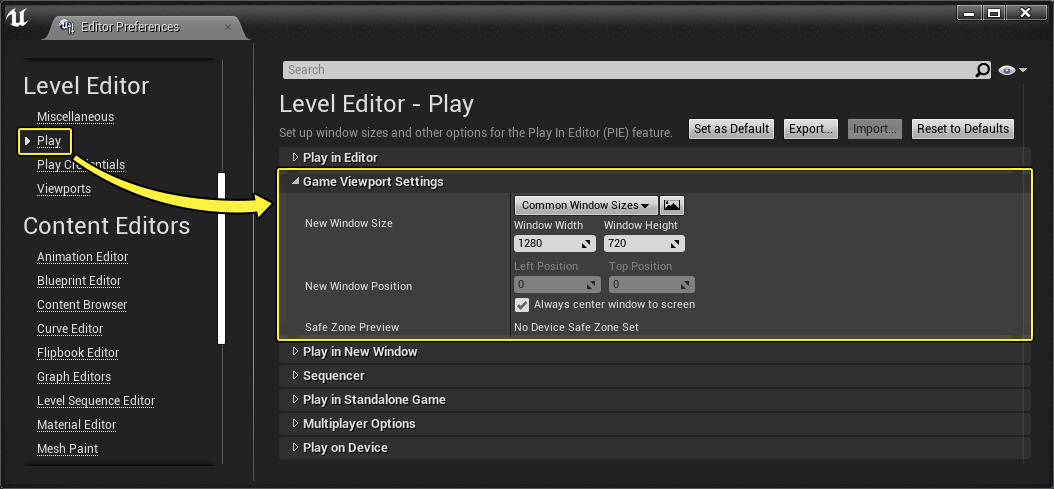 Editor Preferences
Level Editor
Miscellaneous
Play
Play Credentials
Viewports
Content Editors
Animation Editor
Blueprint Editor
Content Browser
Curve Editor
Flipbook Editor
Graph Editors
Level Sequence Editor
Material Editor
Mesh Paint
Search
Level Editor - Play
Set up window sizes and other options for the Play In Editor (PIE) feature.
Set as Default Export... Import... Reset to Defaults
Play in Editor
Game Viewport Settings
New Window Size
Common Window Sizes
Window Width Window Height
1280 720
New Window Position
Left Position Top Position
0 0
Always center window to screen
Safe Zone Preview No Device Safe Zone Set
Play in New Window
Sequencer
Play in Standalone Game
Multiplayer Options
Play on Device